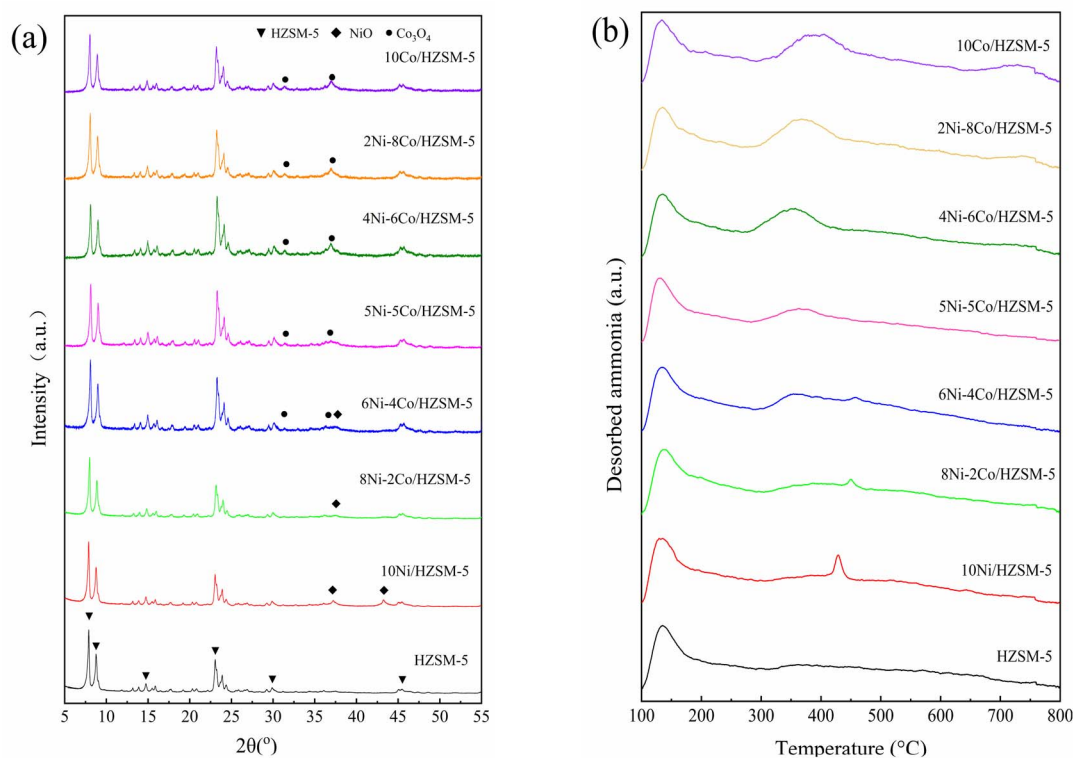 (a)
▼ HZSM-5 ◆ NiO ● Co₃O₄
10Co/HZSM-5
2Ni-8Co/HZSM-5
4Ni-6Co/HZSM-5
5Ni-5Co/HZSM-5
6Ni-4Co/HZSM-5
8Ni-2Co/HZSM-5
10Ni/HZSM-5
HZSM-5
Intensity（a.u.）
5 10 15 20 25 30 35 40 45 50 55
2θ(°)
(b)
10Co/HZSM-5
2Ni-8Co/HZSM-5
4Ni-6Co/HZSM-5
5Ni-5Co/HZSM-5
6Ni-4Co/HZSM-5
8Ni-2Co/HZSM-5
10Ni/HZSM-5
HZSM-5
Desorbed ammonia (a.u.)
100 200 300 400 500 600 700 800
Temperature (°C)